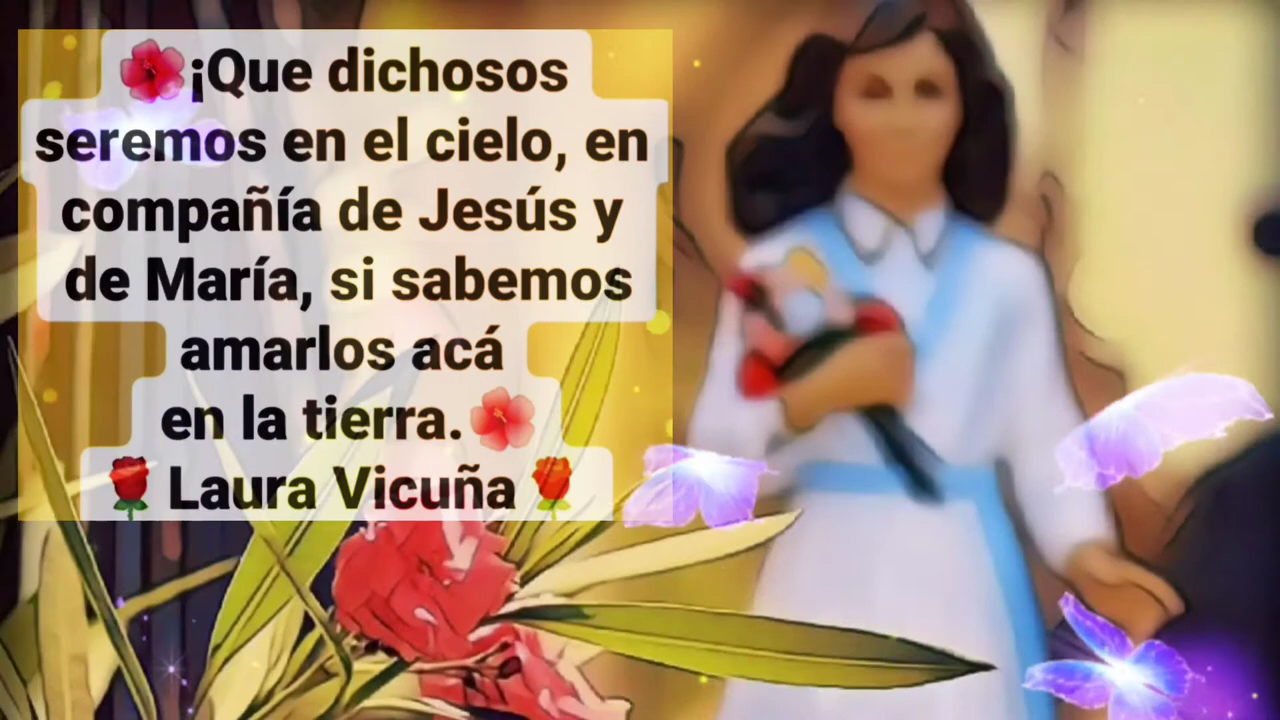 🌺¡Que dichosos
seremos en el cielo, en
compañía de Jesús y
de María, si sabemos
amarlos acá
en la tierra.🌺
🌹Laura Vicuña🌹